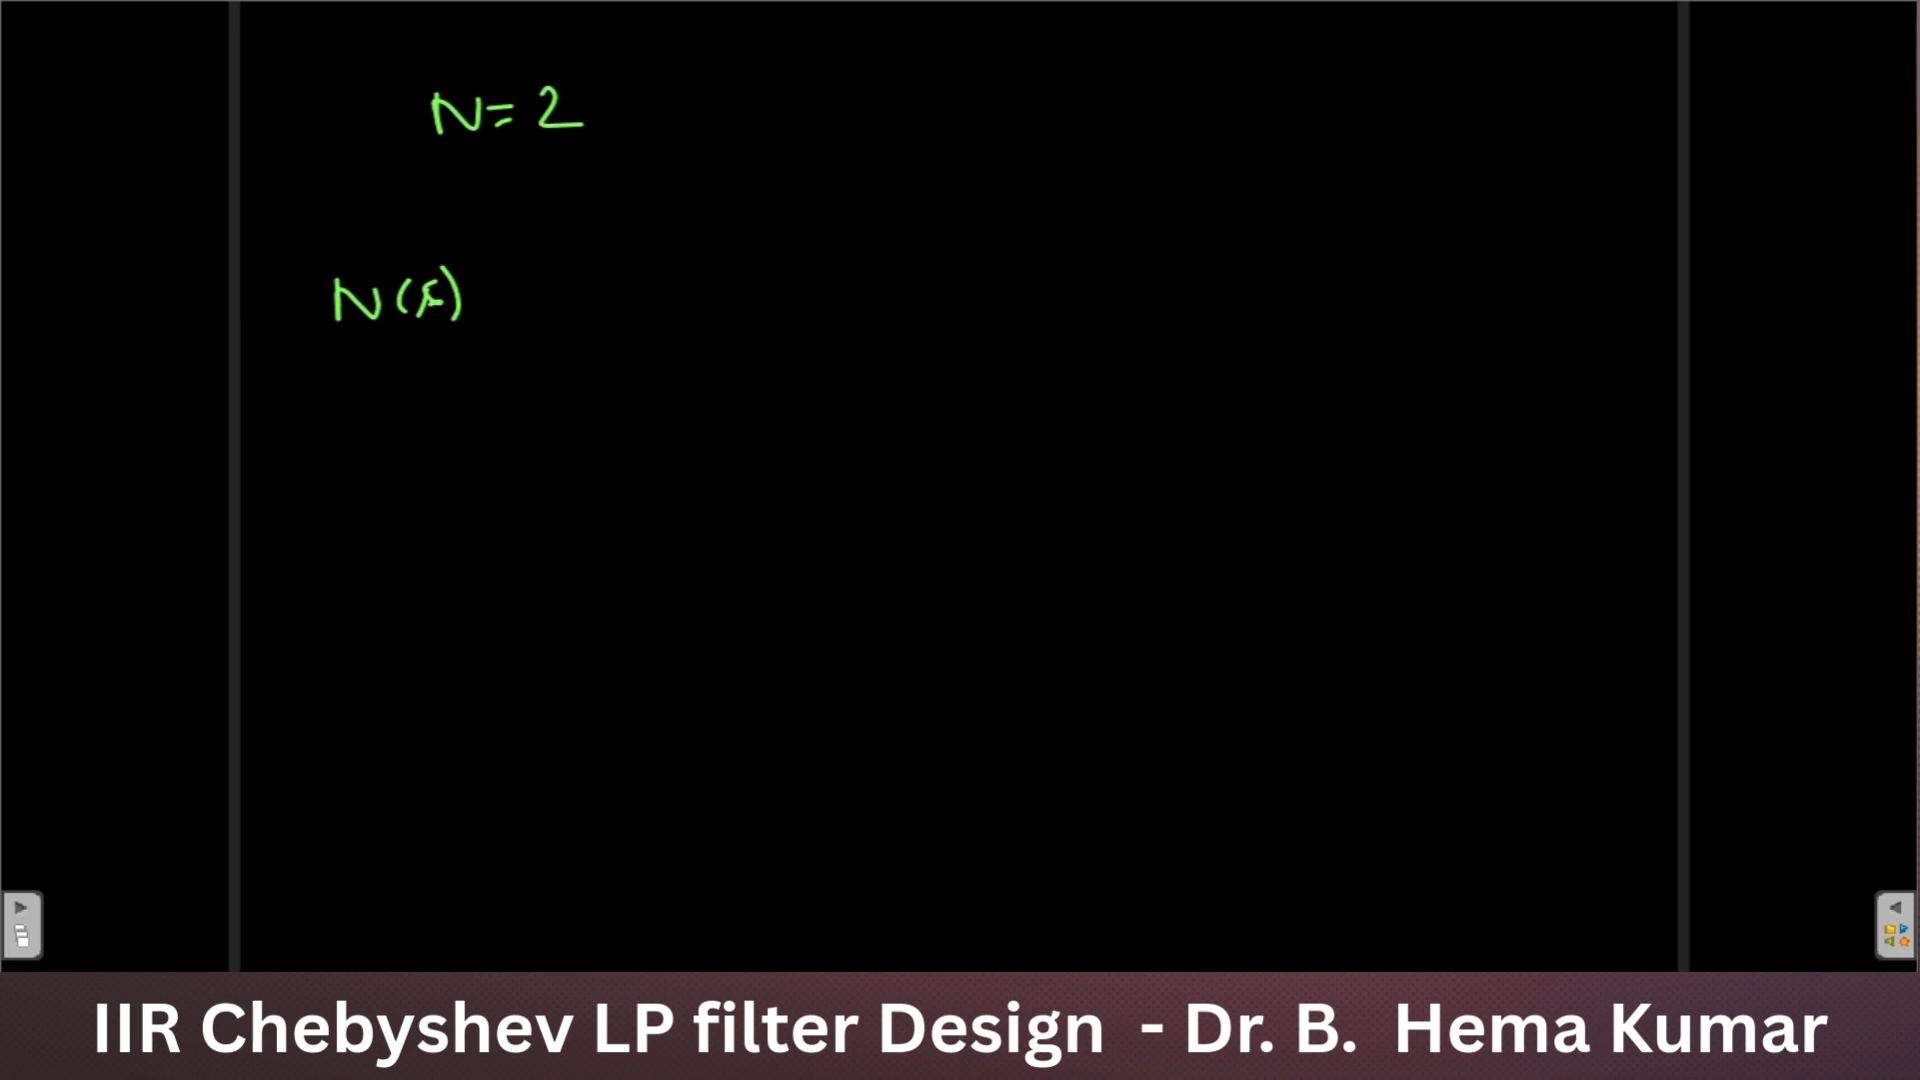 N= 2
N(s)
IIR Chebyshev LP filter Design - Dr. B. Hema Kumar